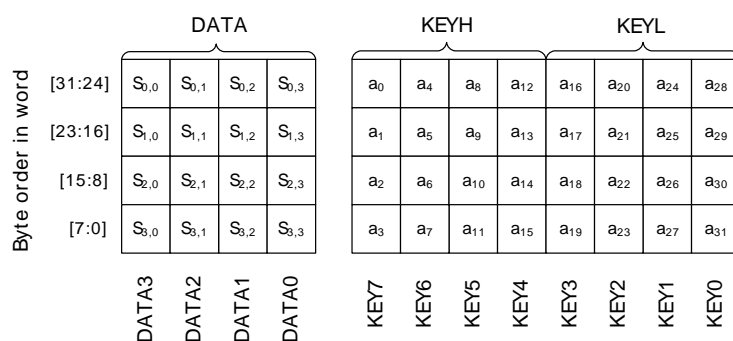 DATA KEYH KEYL
Byte order in word
[31:24] S0,0 S0,1 S0,2 S0,3 a0 a4 a8 a12 a16 a20 a24 a28
[23:16] S1,0 S1,1 S1,2 S1,3 a1 a5 a9 a13 a17 a21 a25 a29
[15:8] S2,0 S2,1 S2,2 S2,3 a2 a6 a10 a14 a18 a22 a26 a30
[7:0] S3,0 S3,1 S3,2 S3,3 a3 a7 a11 a15 a19 a23 a27 a31
DATA3 DATA2 DATA1 DATA0 KEY7 KEY6 KEY5 KEY4 KEY3 KEY2 KEY1 KEY0